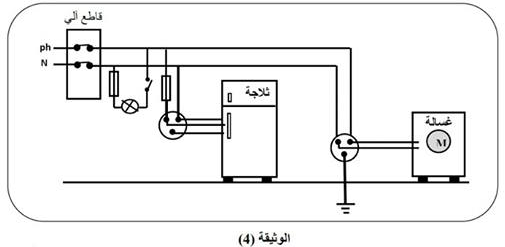 قاطع آلي
ph
N
ثلاجة
غسالة
M
الوثيقة (4)